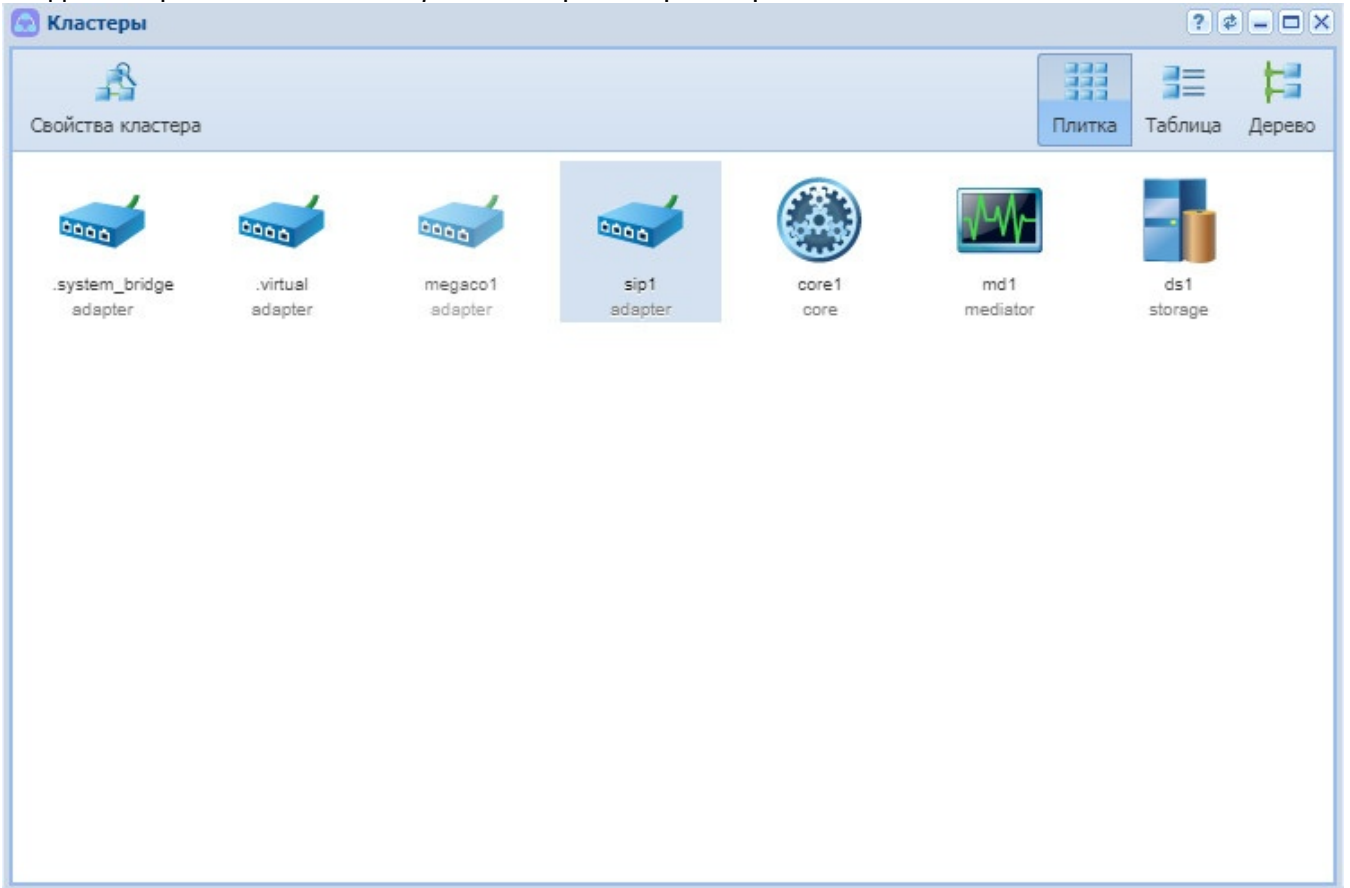 Кластеры
Свойства кластера
Плитка Таблица Дерево
.system_bridge .virtual megaco1 sip1 core1 md1 ds1
adapter adapter adapter adapter core mediator storage